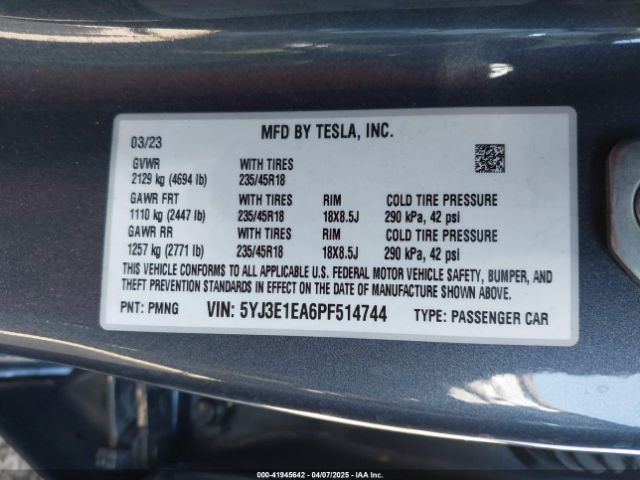 MFD BY TESLA, INC.
03/23
GVWR WITH TIRES
2129 kg (4694 lb) 235/45R18
GAWR FRT WITH TIRES RIM COLD TIRE PRESSURE
1110 kg (2447 lb) 235/45R18 18X8.5J 290 kPa, 42 psi
GAWR RR WITH TIRES RIM COLD TIRE PRESSURE
1257 kg (2771 lb) 235/45R18 18X8.5J 290 kPa, 42 psi
THIS VEHICLE CONFORMS TO ALL APPLICABLE U.S. FEDERAL MOTOR VEHICLE SAFETY, BUMPER, AND
THEFT PREVENTION STANDARDS IN EFFECT ON THE DATE OF MANUFACTURE SHOWN ABOVE.
PNT: PMNG VIN: 5YJ3E1EA6PF514744 TYPE: PASSENGER CAR
©COPY 41945642 - 04/07/2025 - IAA Inc.